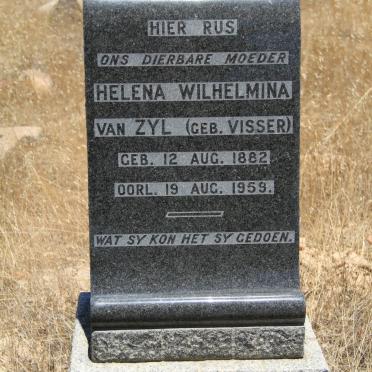 HIER RUS
ONS DIERBARE MOEDER
HELENA WILHELMINA
VAN ZYL (GEB. VISSER)
GEB. 12 AUG. 1882
OORL. 19 AUG. 1959.
WAT SY KON HET SY GEDOEN.